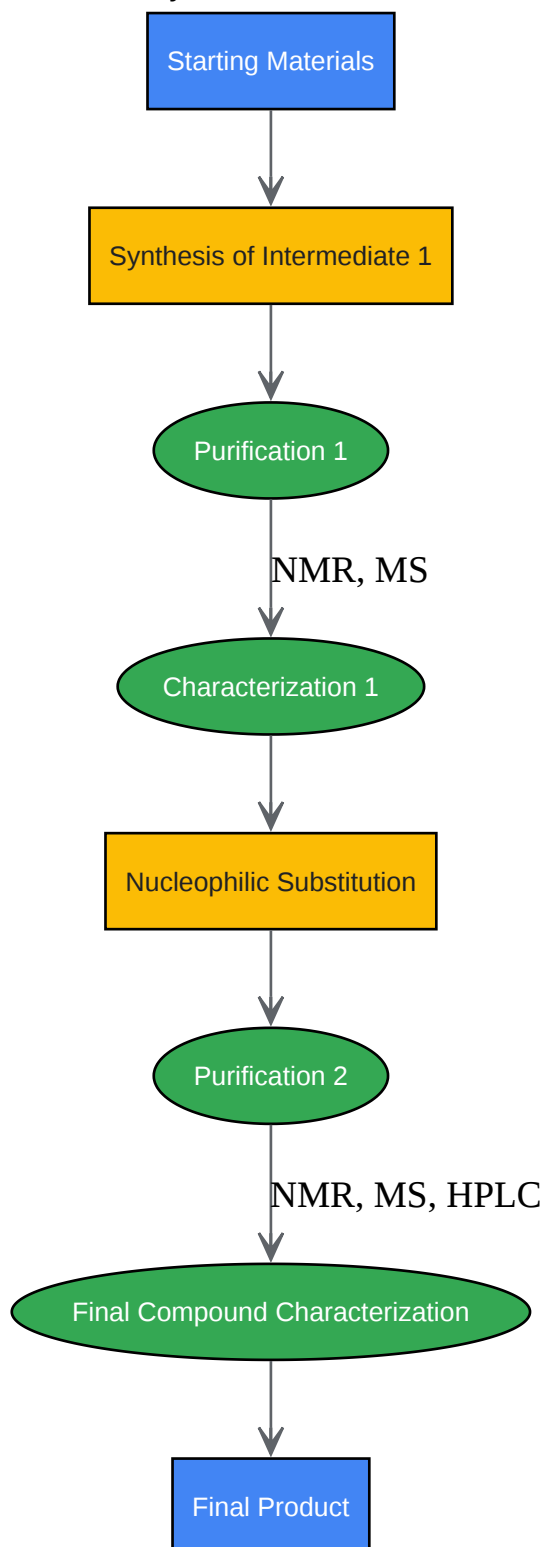 Starting Materials
Synthesis of Intermediate 1
Purification 1
NMR, MS
Characterization 1
Nucleophilic Substitution
Purification 2
NMR, MS, HPLC
Final Compound Characterization
Final Product